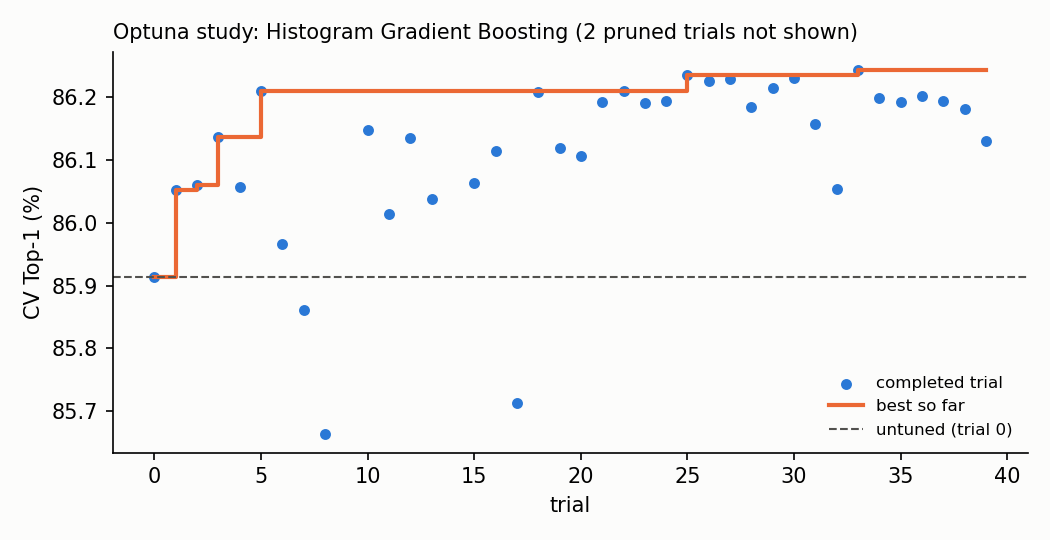 Optuna study: Histogram Gradient Boosting (2 pruned trials not shown)
CV Top-1 (%)
86.2
86.1
86.0
85.9
85.8
85.7
completed trial
best so far
untuned (trial 0)
0 5 10 15 20 25 30 35 40
trial